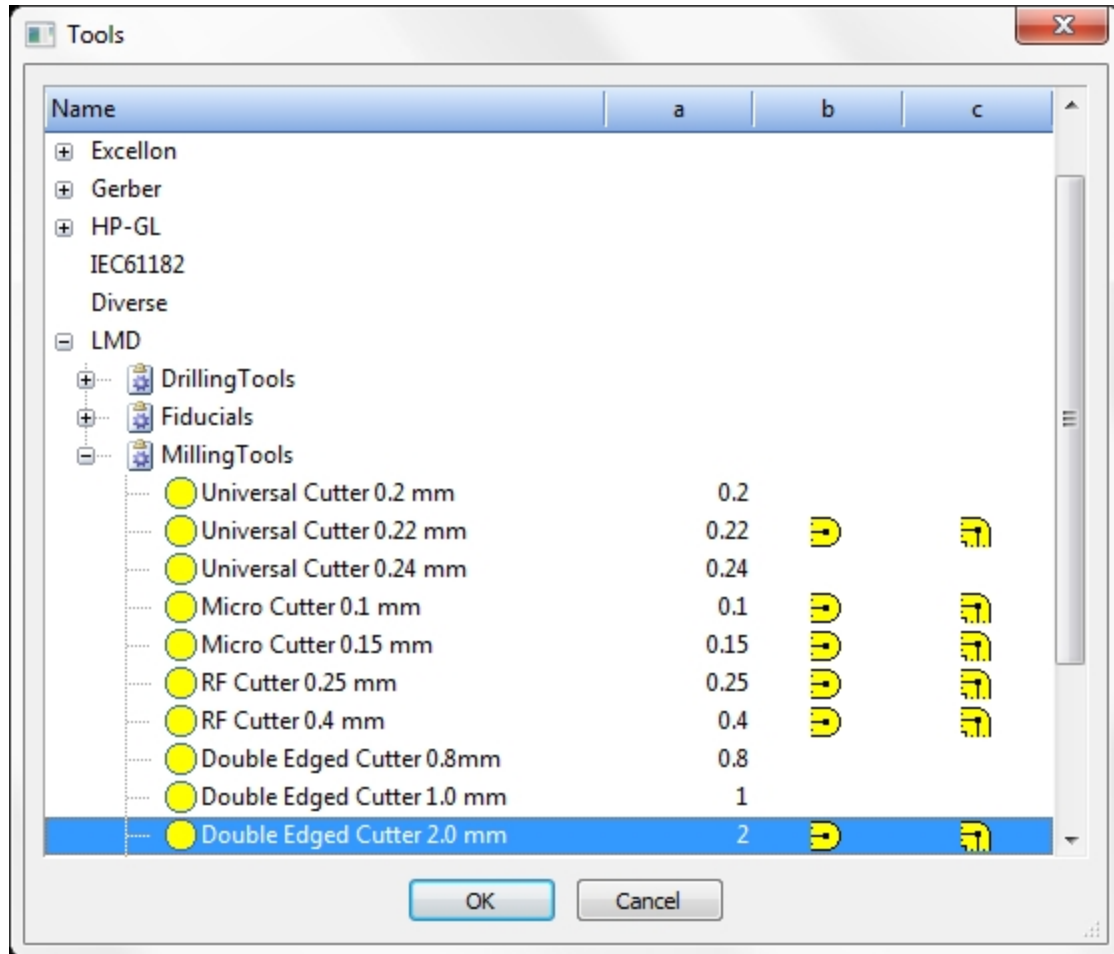 Tools
Name a b c
Excellon
Gerber
HP-GL
IEC61182
Diverse
LMD
DrillingTools
Fiducials
MillingTools
Universal Cutter 0.2 mm 0.2
Universal Cutter 0.22 mm 0.22
Universal Cutter 0.24 mm 0.24
Micro Cutter 0.1 mm 0.1
Micro Cutter 0.15 mm 0.15
RF Cutter 0.25 mm 0.25
RF Cutter 0.4 mm 0.4
Double Edged Cutter 0.8mm 0.8
Double Edged Cutter 1.0 mm 1
Double Edged Cutter 2.0 mm 2
OK Cancel